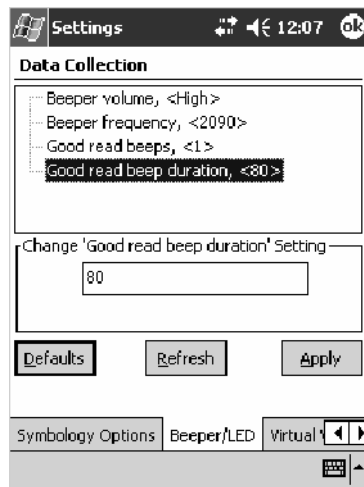 Settings 12:07 ok
Data Collection
Beeper volume, <High>
Beeper frequency, <2090>
Good read beeps, <1>
Good read beep duration, <80>
Change 'Good read beep duration' Setting
80
Defaults Refresh Apply
Symbology Options Beeper/LED Virtual